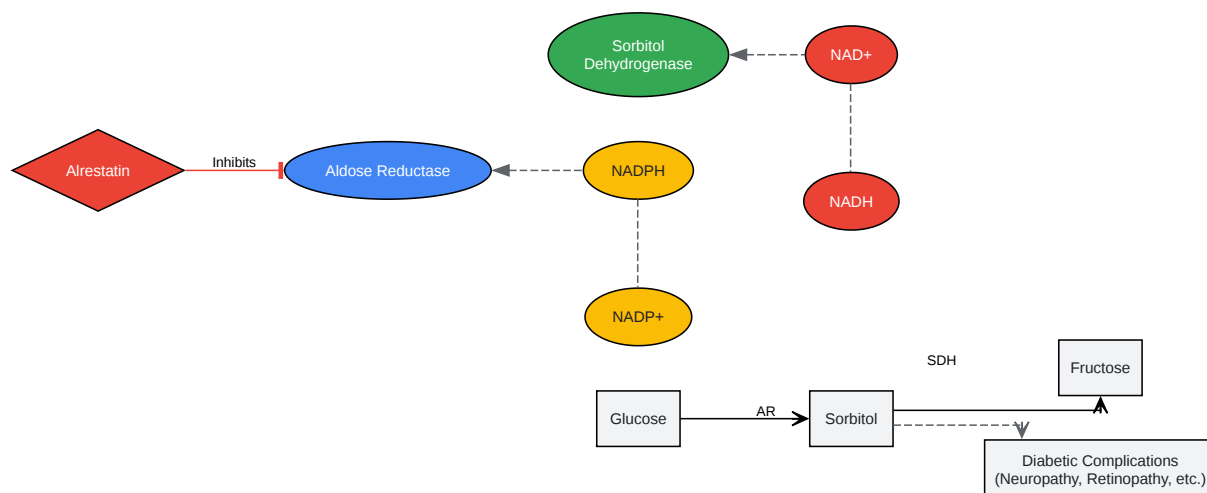 Sorbitol
Dehydrogenase
NAD+
Alrestatin
Inhibits
Aldose Reductase
NADPH
NADH
NADP+
SDH
Fructose
Glucose
AR
Sorbitol
Diabetic Complications
(Neuropathy, Retinopathy, etc.)